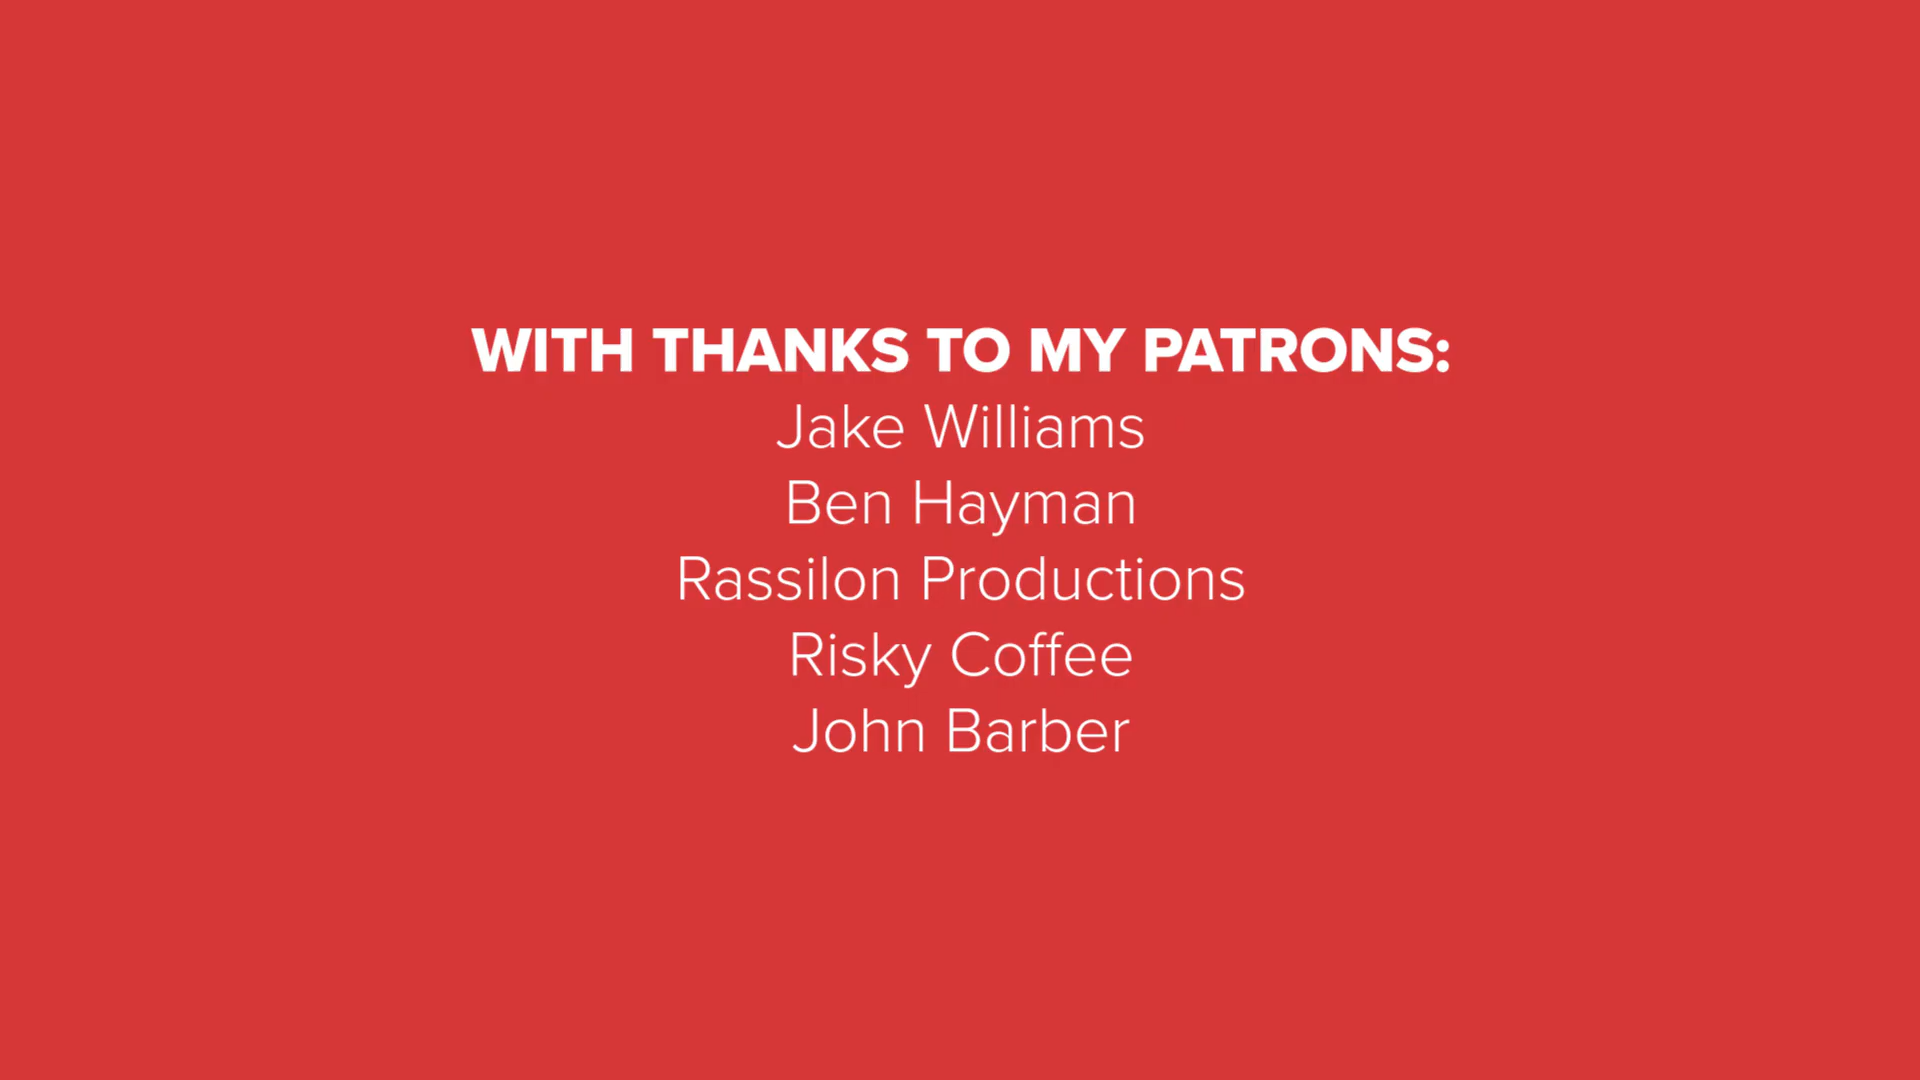 WITH THANKS TO MY PATRONS:
Jake Williams
Ben Hayman
Rassilon Productions
Risky Coffee
John Barber